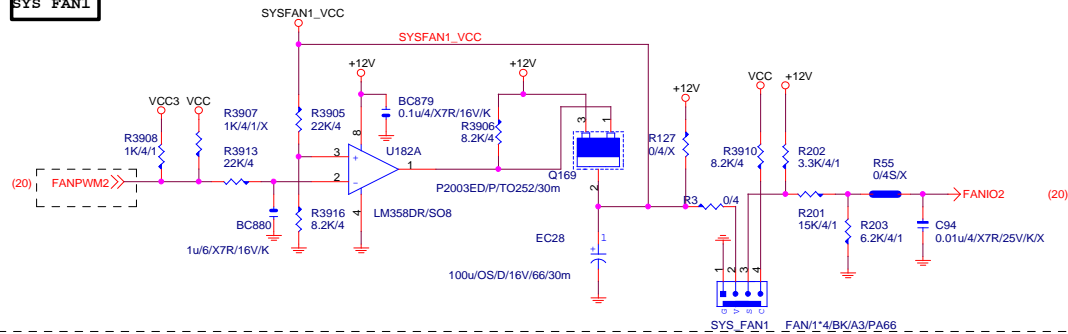 SYS FAN1
SYSFAN1_VCC
SYSFAN1_VCC
+12V
+12V
+12V
VCC
+12V
VCC3
VCC
R3907
1K/4/1/X
R3908
1K/4/1
R3913
22K/4
R3905
22K/4
BC879
0.1u/4/X7R/16V/K
R3906
8.2K/4
3
1
R127
0/4/X
R3910
8.2K/4
R202
3.3K/4/1
R55
0/4S/X
8
U182A
3
+
2
-
1
4
LM358DR/SO8
P2003ED/P/TO252/30m
Q169
2
(20)
FANPWM2
R3
0/4
FANIO2
(20)
BC880
1u/6/X7R/16V/K
R3916
8.2K/4
EC28
+
1
100u/OS/D/16V/66/30m
R201
15K/4/1
R203
6.2K/4/1
C94
0.01u/4/X7R/25V/K/X
1
2
3
4
G
V
S
C
SYS_FAN1
FAN/1*4/BK/A3/PA66